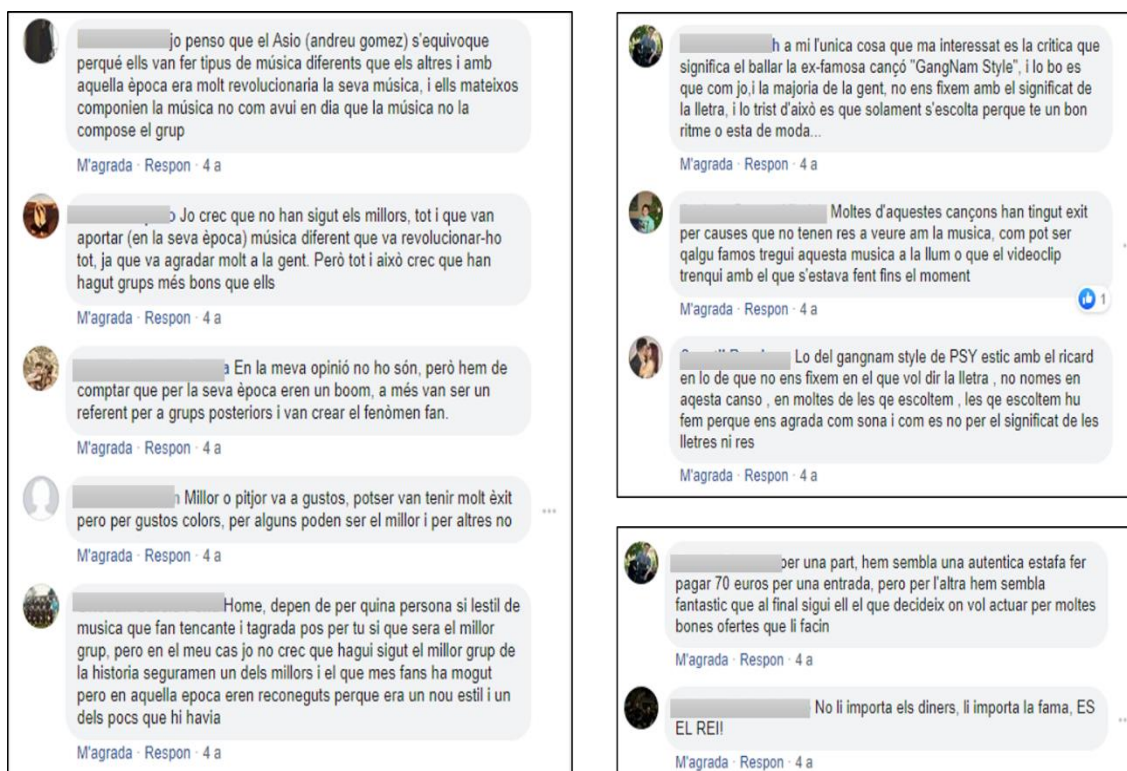 jo penso que el Asio (andreu gomez) s'equivoque
perqué ells van fer tipus de música diferents que els altres i amb
aquella època era molt revolucionaria la seva música, i ells mateixos
componien la música no com avui en dia que la música no la
compose el grup
M'agrada · Respon · 4 a
Jo crec que no han sigut els millors, tot i que van
aportar (en la seva època) música diferent que va revolucionar-ho
tot, ja que va agradar molt a la gent. Però tot i això crec que han
hagut grups més bons que ells
M'agrada · Respon · 4 a
En la meva opinió no ho són, però hem de
comptar que per la seva època eren un boom, a més van ser un
referent per a grups posteriors i van crear el fenòmen fan.
M'agrada · Respon · 4 a
Millor o pitjor va a gustos, potser van tenir molt èxit
pero per gustos colors, per alguns poden ser el millor i per altres no
M'agrada · Respon · 4 a
Home, depen de per quina persona si lestil de
musica que fan tencante i tagrada pos per tu si que sera el millor
grup, pero en el meu cas jo no crec que hagui sigut el millor grup de
la historia seguramen un dels millors i el que mes fans ha mogut
pero en aquella epoca eren reconeguts perque era un nou estil i un
dels pocs que hi havia
M'agrada · Respon · 4 a
a mi l'unica cosa que ma interessat es la critica que
significa el ballar la ex-famosa cançó "GangNam Style", i lo bo es
que com jo,i la majoria de la gent, no ens fixem amb el significat de
la lletra, i lo trist d'això es que solament s'escolta perque te un bon
ritme o esta de moda...
M'agrada · Respon · 4 a
Moltes d'aquestes cançons han tingut exit
per causes que no tenen res a veure am la musica, com pot ser
qalgu famos tregui aquesta musica a la llum o que el videoclip
trenqui amb el que s'estava fent fins el moment
1
M'agrada · Respon · 4 a
Lo del gangnam style de PSY estic amb el ricard
en lo de que no ens fixem en el que vol dir la lletra , no nomes en
aqesta canso , en moltes de les qe escoltem , les qe escoltem hu
fem perque ens agrada com sona i com es no per el significat de les
lletres ni res
M'agrada · Respon · 4 a
per una part, hem sembla una autentica estafa fer
pagar 70 euros per una entrada, pero per l'altra hem sembla
fantastic que al final sigui ell el que decideix on vol actuar per moltes
bones ofertes que li facin
M'agrada · Respon · 4 a
No li importa els diners, li importa la fama, ES
EL REI!
M'agrada · Respon · 4 a